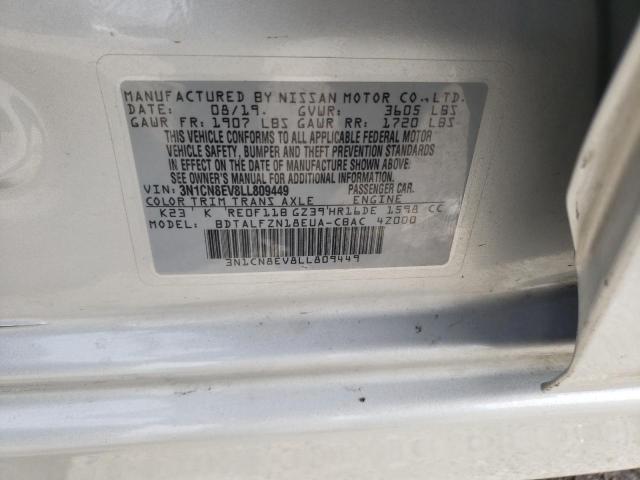 MANUFACTURED BY NISSAN MOTOR CO., LTD.
DATE: 08/19. GVWR: 3605 LBS
GAWR FR: 1907 LBS GAWR RR: 1720 LBS
THIS VEHICLE CONFORMS TO ALL APPLICABLE FEDERAL MOTOR
VEHICLE SAFETY, BUMPER AND THEFT PREVENTION STANDARDS
IN EFFECT ON THE DATE OF MANUFACTURE SHOWN ABOVE.
SEE OWNER'S MANUAL FOR ADDITIONAL INFORMATION.
VIN: 3N1CN8EV8LL809449 PASSENGER CAR.
COLOR TRIM TRANS AXLE ENGINE
K23 K RE0F11B GZ39 HR16DE 1598 CC
MODEL: BDTALFZN18EUA-CBAC 42000
3N1CN8EV8LL809449